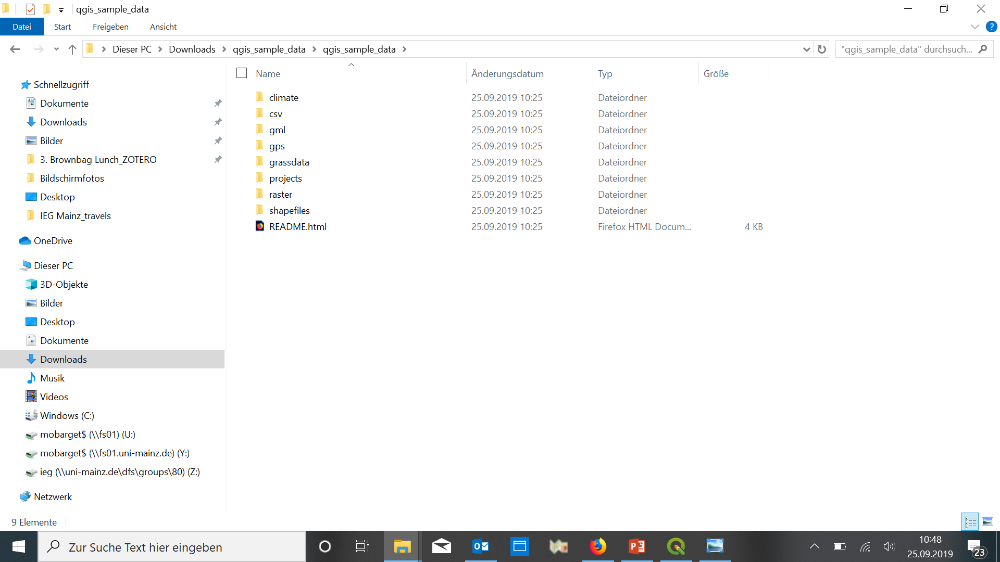 qgis_sample_data
Datei Start Freigeben Ansicht
?
Dieser PC Downloads qgis_sample_data qgis_sample_data
"qgis_sample_data" durchsuch...
Name Änderungsdatum Typ Größe
climate 25.09.2019 10:25 Dateiordner
csv 25.09.2019 10:25 Dateiordner
gml 25.09.2019 10:25 Dateiordner
gps 25.09.2019 10:25 Dateiordner
grassdata 25.09.2019 10:25 Dateiordner
projects 25.09.2019 10:25 Dateiordner
raster 25.09.2019 10:25 Dateiordner
shapefiles 25.09.2019 10:25 Dateiordner
README.html 25.09.2019 10:25 Firefox HTML Docum... 4 KB
Schnellzugriff
Dokumente
Downloads
Bilder
3. Brownbag Lunch_ZOTERO
Bildschirmfotos
Desktop
IEG Mainz_travels
OneDrive
Dieser PC
3D-Objekte
Bilder
Desktop
Dokumente
Downloads
Musik
Videos
Windows (C:)
mobarget$ (\\fs01) (U:)
mobarget$ (\\fs01.uni-mainz.de) (Y:)
ieg (\\uni-mainz.de\dfs\groups\80) (Z:)
Netzwerk
9 Elemente
Zur Suche Text hier eingeben
10:48
25.09.2019
23